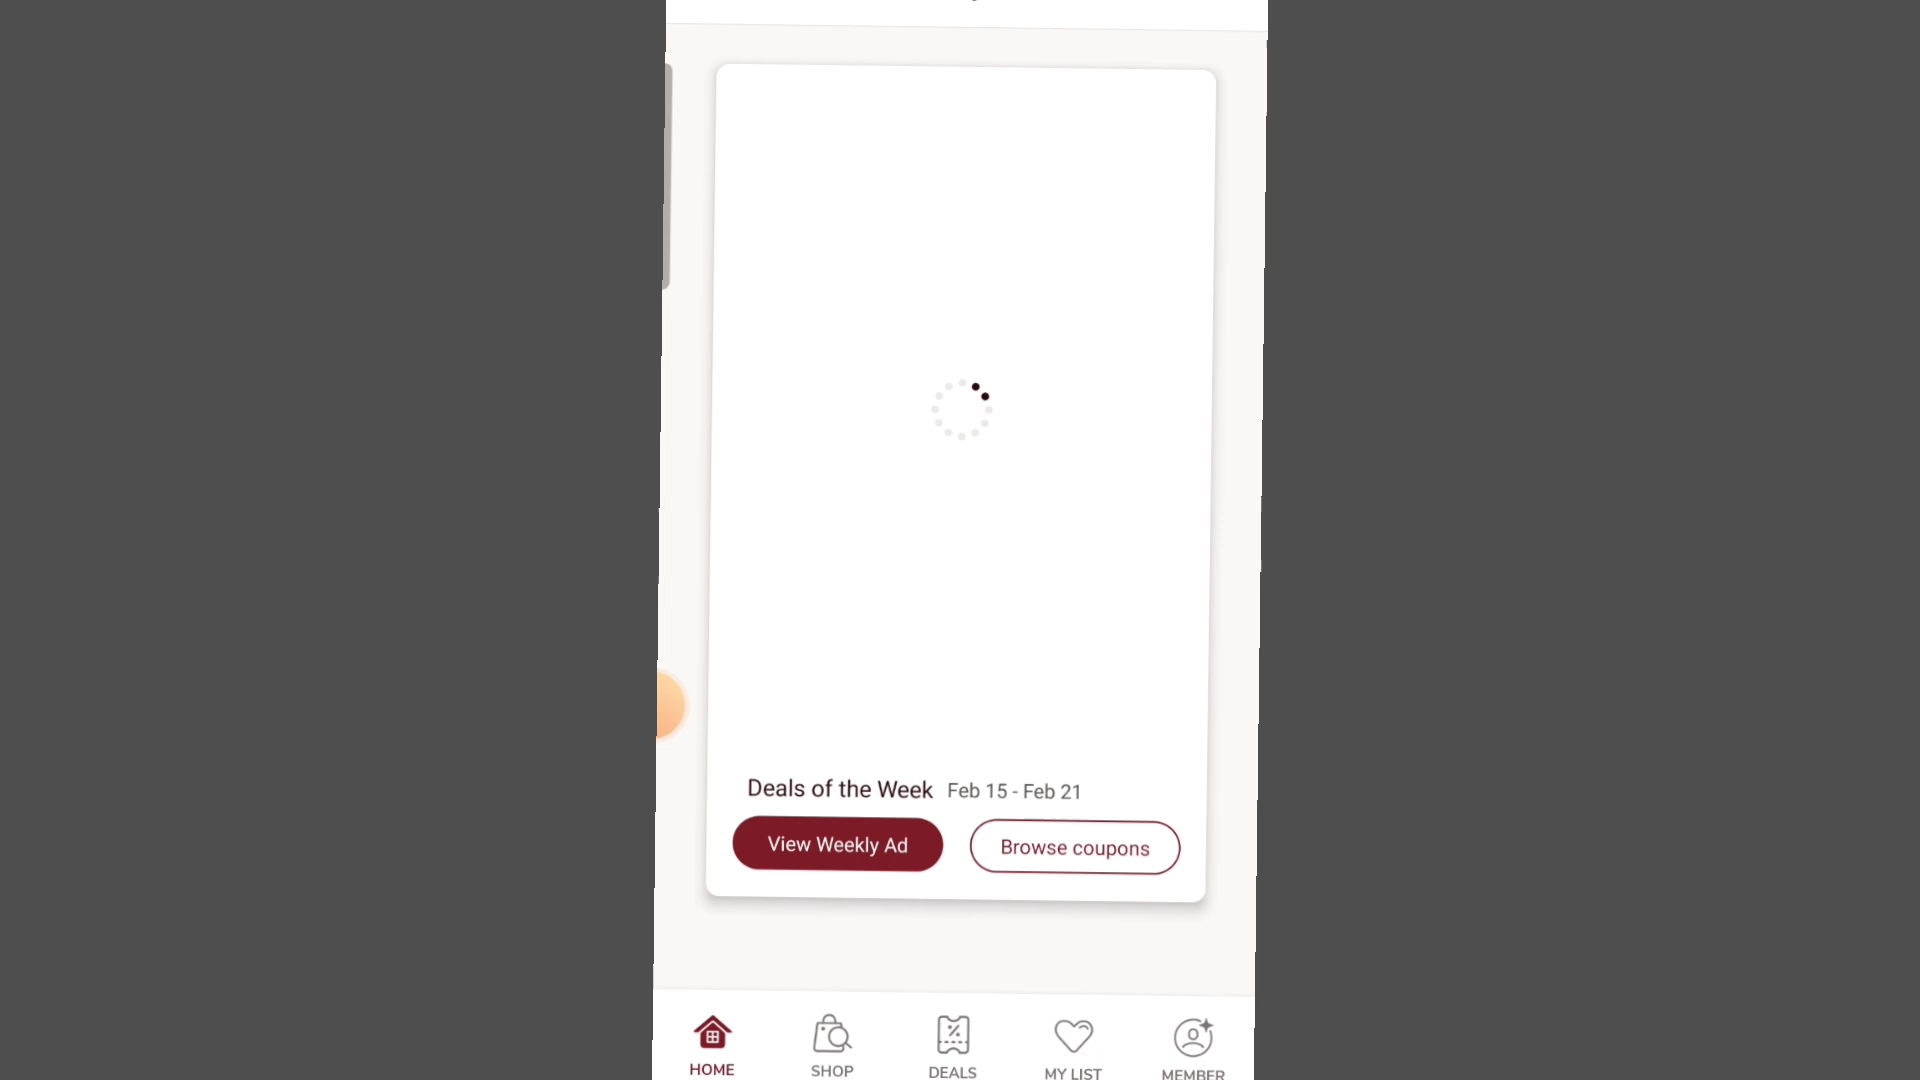 Deals of the Week Feb 15 - Feb 21
View Weekly Ad Browse coupons
HOME SHOP DEALS MY LIST MEMBER